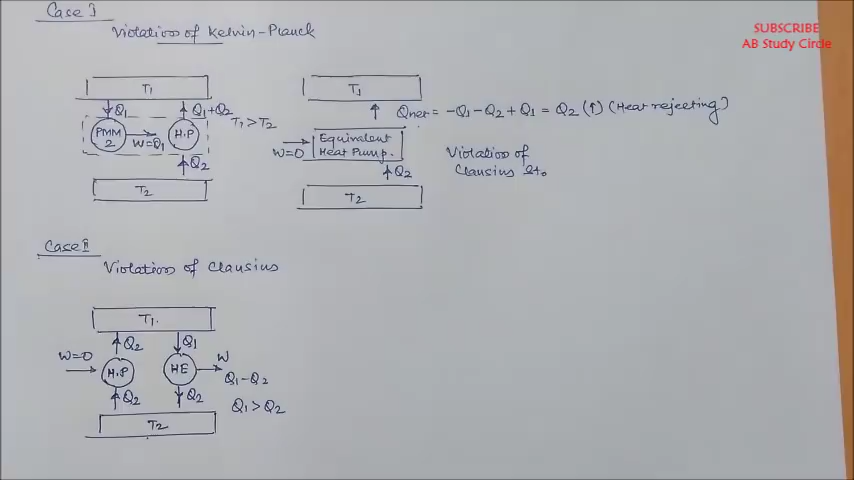 Case I
Violation of Kelvin-Planck
SUBSCRIBE
AB Study Circle
T1
Q1
Q1+Q2
T1 > T2
PMM
2
W=Q1
H.P
Q2
T2
T1
Qnet = -Q1-Q2+Q1 = Q2 (↑) (Heat rejecting)
W=0
Equivalent
Heat Pump.
Q2
T2
Violation of
Clausius St.
Case II
Violation of Clausius
T1.
Q2
Q1
W=0
H.P
HE
W
Q1-Q2
Q2
Q2
Q1 > Q2
T2